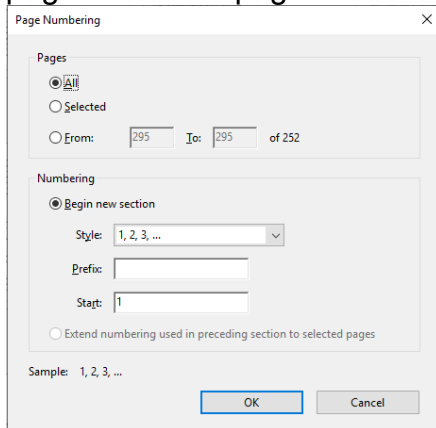 Page Numbering
Pages
All
Selected
From: 295 To: 295 of 252
Numbering
Begin new section
Style: 1, 2, 3, ...
Prefix:
Start: 1
Extend numbering used in preceding section to selected pages
Sample: 1, 2, 3, ...
OK Cancel